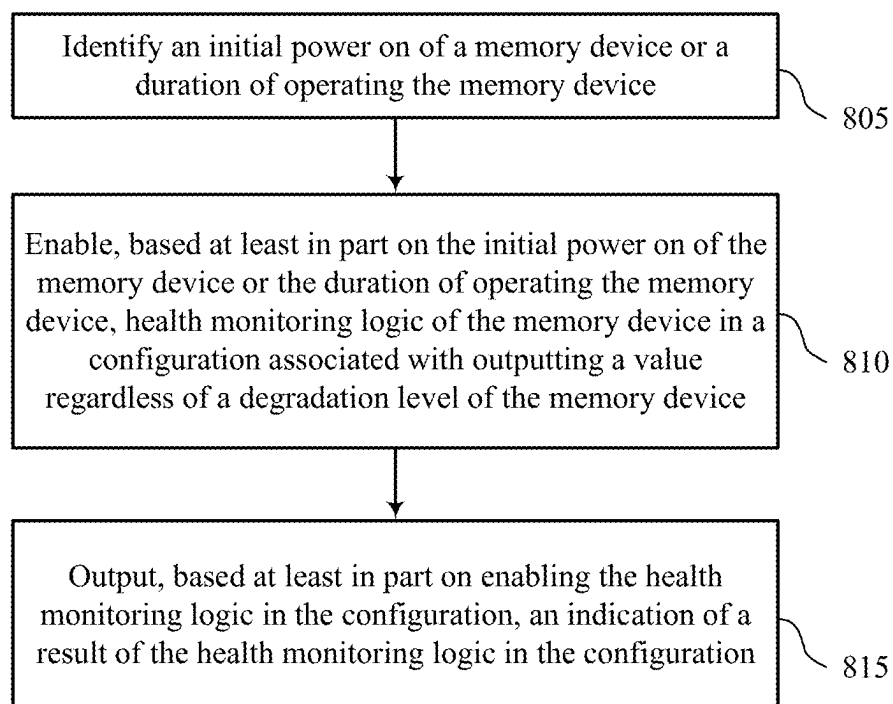 Identify an initial power on of a memory device or a
duration of operating the memory device
805
Enable, based at least in part on the initial power on of the
memory device or the duration of operating the memory
device, health monitoring logic of the memory device in a
configuration associated with outputting a value
regardless of a degradation level of the memory device
810
Output, based at least in part on enabling the health
monitoring logic in the configuration, an indication of a
result of the health monitoring logic in the configuration
815